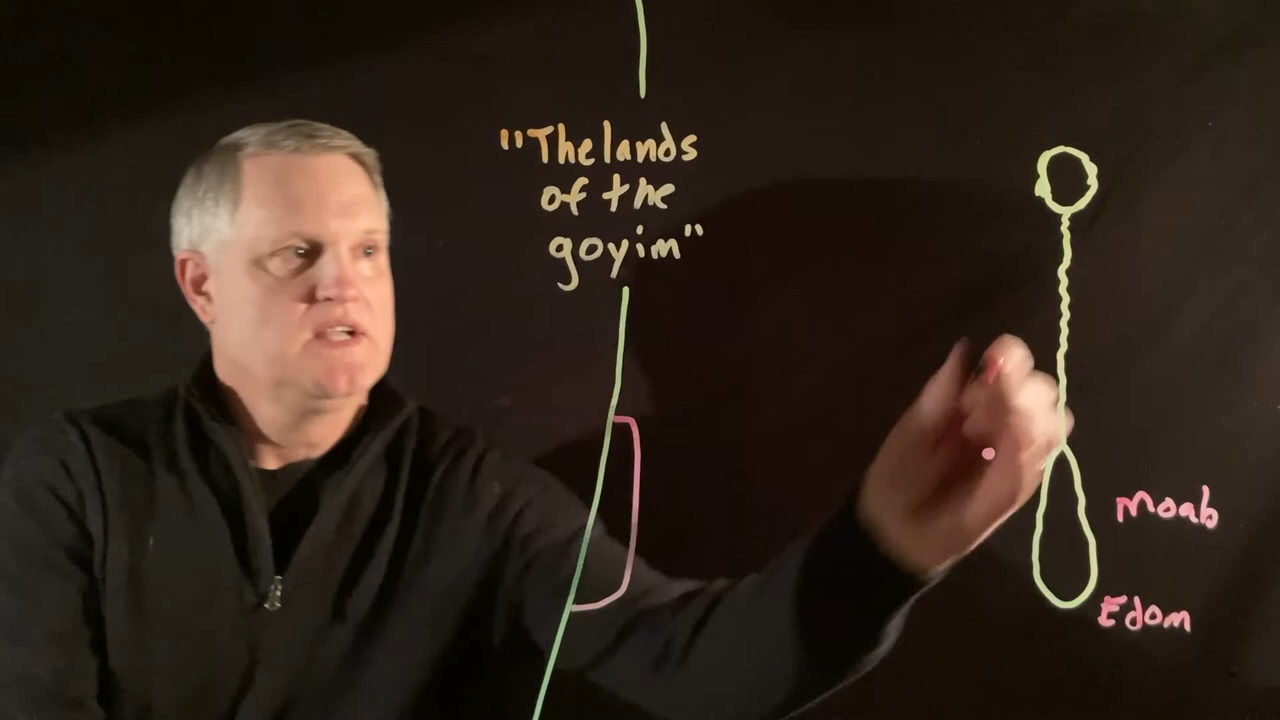 "The lands
of the
goyim"
moab
Edom